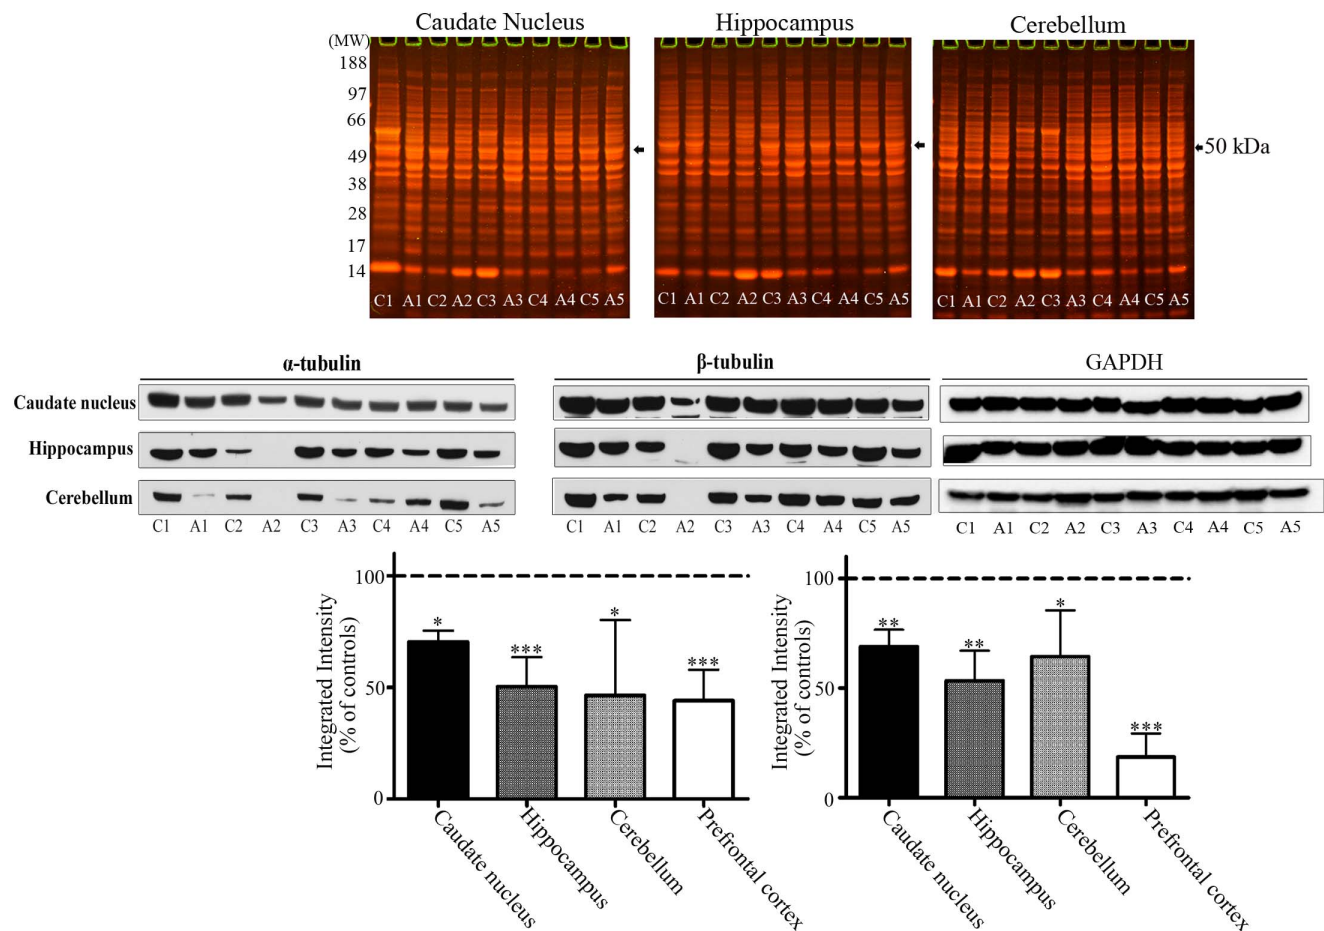 Caudate Nucleus Hippocampus Cerebellum
(MW)
188
97
66
49
50 kDa
38
28
17
14
C1 A1 C2 A2 C3 A3 C4 A4 C5 A5
C1 A1 C2 A2 C3 A3 C4 A4 C5 A5
C1 A1 C2 A2 C3 A3 C4 A4 C5 A5
α-tubulin β-tubulin GAPDH
Caudate nucleus
Hippocampus
Cerebellum
C1 A1 C2 A2 C3 A3 C4 A4 C5 A5
C1 A1 C2 A2 C3 A3 C4 A4 C5 A5
C1 A1 C2 A2 C3 A3 C4 A4 C5 A5
Integrated Intensity
(% of controls)
100
50
0
* *** * ***
Caudate nucleus
Hippocampus
Cerebellum
Prefrontal cortex
Integrated Intensity
(% of controls)
100
50
0
** ** * ***
Caudate nucleus
Hippocampus
Cerebellum
Prefrontal cortex